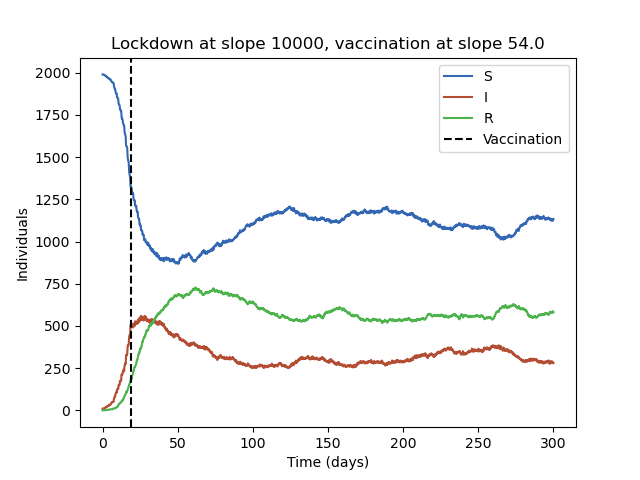 Lockdown at slope 10000, vaccination at slope 54.0
2000
1750
1500
1250
1000
750
500
250
0
Individuals
S
I
R
Vaccination
0
50
100
150
200
250
300
Time (days)